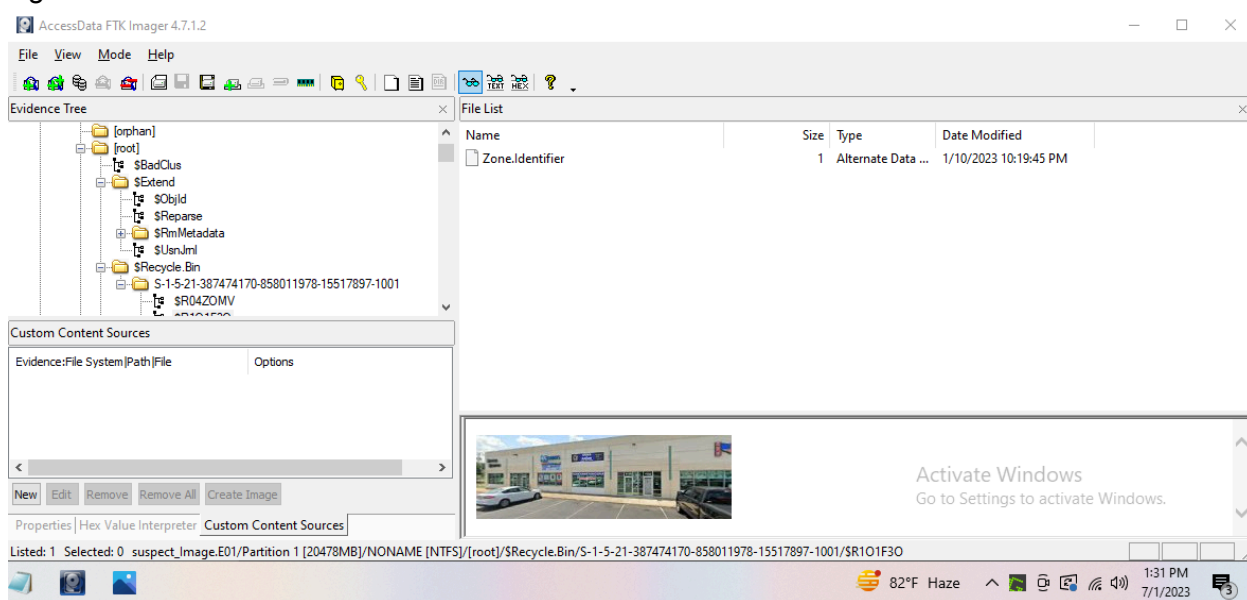 AccessData FTK Imager 4.7.1.2
File View Mode Help
TEXT HEX
Evidence Tree
File List
[orphan]
[root]
$BadClus
$Extend
$ObjId
$Reparse
$RmMetadata
$UsnJrnl
$Recycle.Bin
S-1-5-21-387474170-858011978-15517897-1001
$R04ZOMV
$R1O1F3O
Name Size Type Date Modified
Zone.Identifier 1 Alternate Data ... 1/10/2023 10:19:45 PM
Custom Content Sources
Evidence:File System|Path|File Options
New Edit Remove Remove All Create Image
Properties Hex Value Interpreter Custom Content Sources
Activate Windows
Go to Settings to activate Windows.
Listed: 1 Selected: 0 suspect_Image.E01/Partition 1 [20478MB]/NONAME [NTFS]/[root]/$Recycle.Bin/S-1-5-21-387474170-858011978-15517897-1001/$R1O1F3O
82°F Haze
1:31 PM
7/1/2023
3